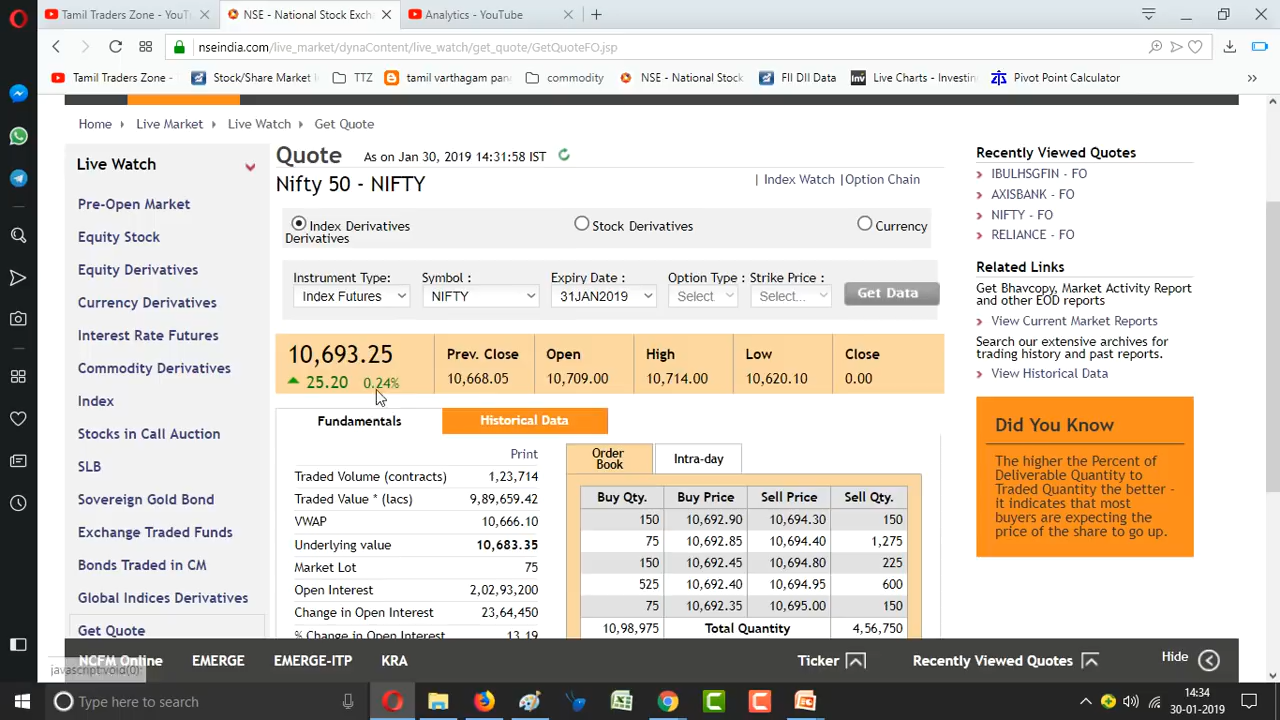 Tamil Traders Zone - YouT
NSE - National Stock Exch
Analytics - YouTube
nseindia.com/live_market/dynaContent/live_watch/get_quote/GetQuoteFO.jsp
Tamil Traders Zone -
Stock/Share Market I
TTZ
tamil varthagam pan
commodity
NSE - National Stock
FII DII Data
Inv
Live Charts - Investin
Pivot Point Calculator
Home
Live Market
Live Watch
Get Quote
Live Watch
Pre-Open Market
Equity Stock
Equity Derivatives
Currency Derivatives
Interest Rate Futures
Commodity Derivatives
Index
Stocks in Call Auction
SLB
Sovereign Gold Bond
Exchange Traded Funds
Bonds Traded in CM
Global Indices Derivatives
Get Quote
Quote As on Jan 30, 2019 14:31:58 IST
Nifty 50 - NIFTY
| Index Watch |Option Chain
Index Derivatives
Derivatives
Stock Derivatives
Currency
Instrument Type: Symbol : Expiry Date : Option Type : Strike Price :
Index Futures NIFTY 31JAN2019 Select Select... Get Data
10,693.25 Prev. Close Open High Low Close
25.20 0.24% 10,668.05 10,709.00 10,714.00 10,620.10 0.00
Fundamentals
Historical Data
Print
Traded Volume (contracts) 1,23,714
Traded Value * (lacs) 9,89,659.42
VWAP 10,666.10
Underlying value 10,683.35
Market Lot 75
Open Interest 2,02,93,200
Change in Open Interest 23,64,450
% Change in Open Interest 13.19
Order
Book
Intra-day
Buy Qty. Buy Price Sell Price Sell Qty.
150 10,692.90 10,694.30 150
75 10,692.85 10,694.40 1,275
150 10,692.45 10,694.80 225
525 10,692.40 10,694.95 600
75 10,692.35 10,695.00 150
10,98,975 Total Quantity 4,56,750
Recently Viewed Quotes
IBULHSGFIN - FO
AXISBANK - FO
NIFTY - FO
RELIANCE - FO
Related Links
Get Bhavcopy, Market Activity Report
and other EOD reports
View Current Market Reports
Search our extensive archives for
trading history and past reports.
View Historical Data
Did You Know
The higher the Percent of
Deliverable Quantity to
Traded Quantity the better -
it indicates that most
buyers are expecting the
price of the share to go up.
NCFM Online EMERGE EMERGE-ITP KRA
Ticker
Recently Viewed Quotes
Hide
javascript:void(0)
Type here to search
14:34
30-01-2019